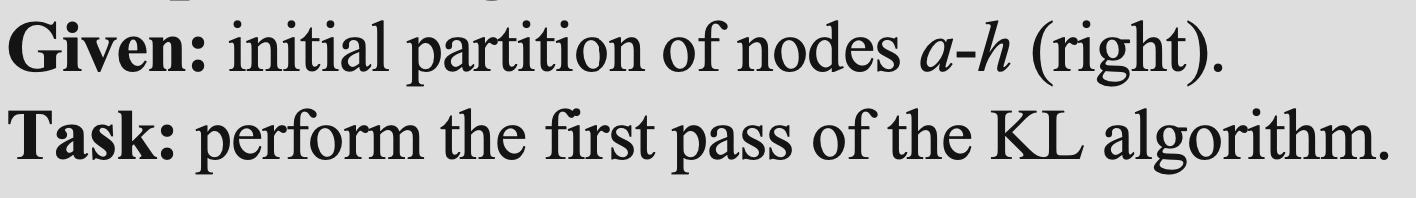 Given: initial partition of nodes a-h (right).
Task: perform the first pass of the KL algorithm.